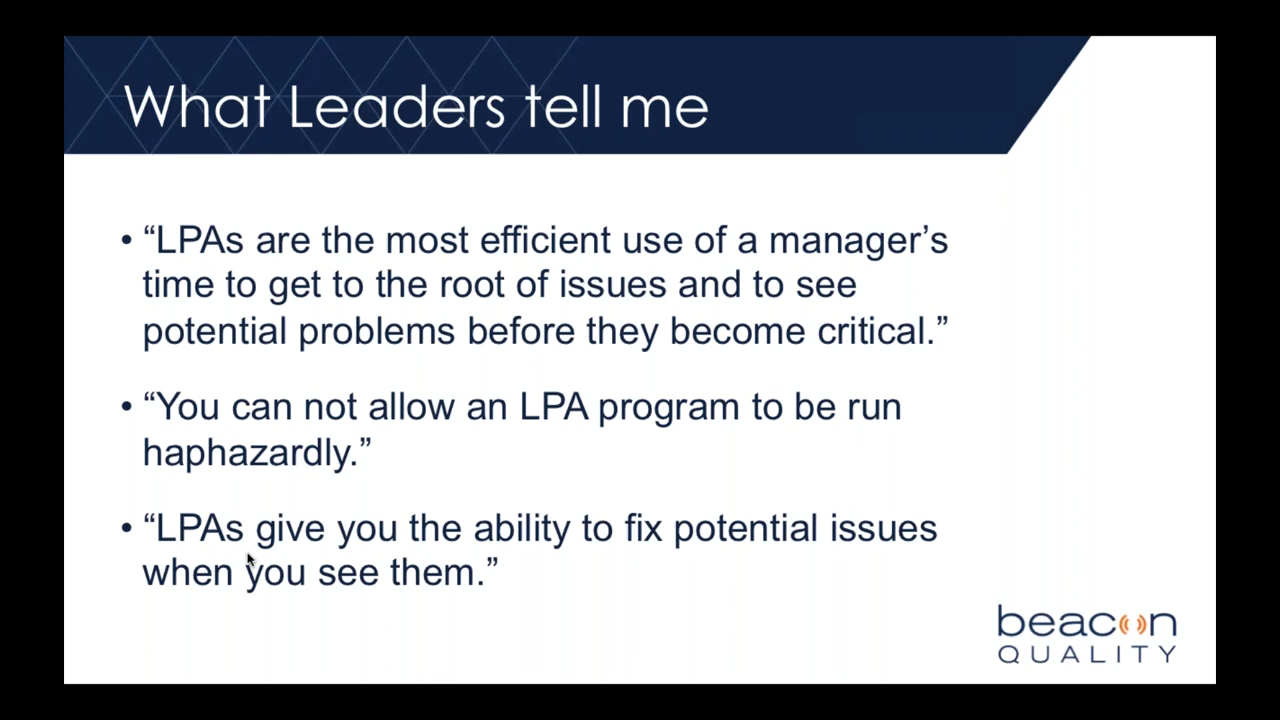 What Leaders tell me
• “LPAs are the most efficient use of a manager’s
time to get to the root of issues and to see
potential problems before they become critical.”
• “You can not allow an LPA program to be run
haphazardly.”
• “LPAs give you the ability to fix potential issues
when you see them.”
beacon
QUALITY